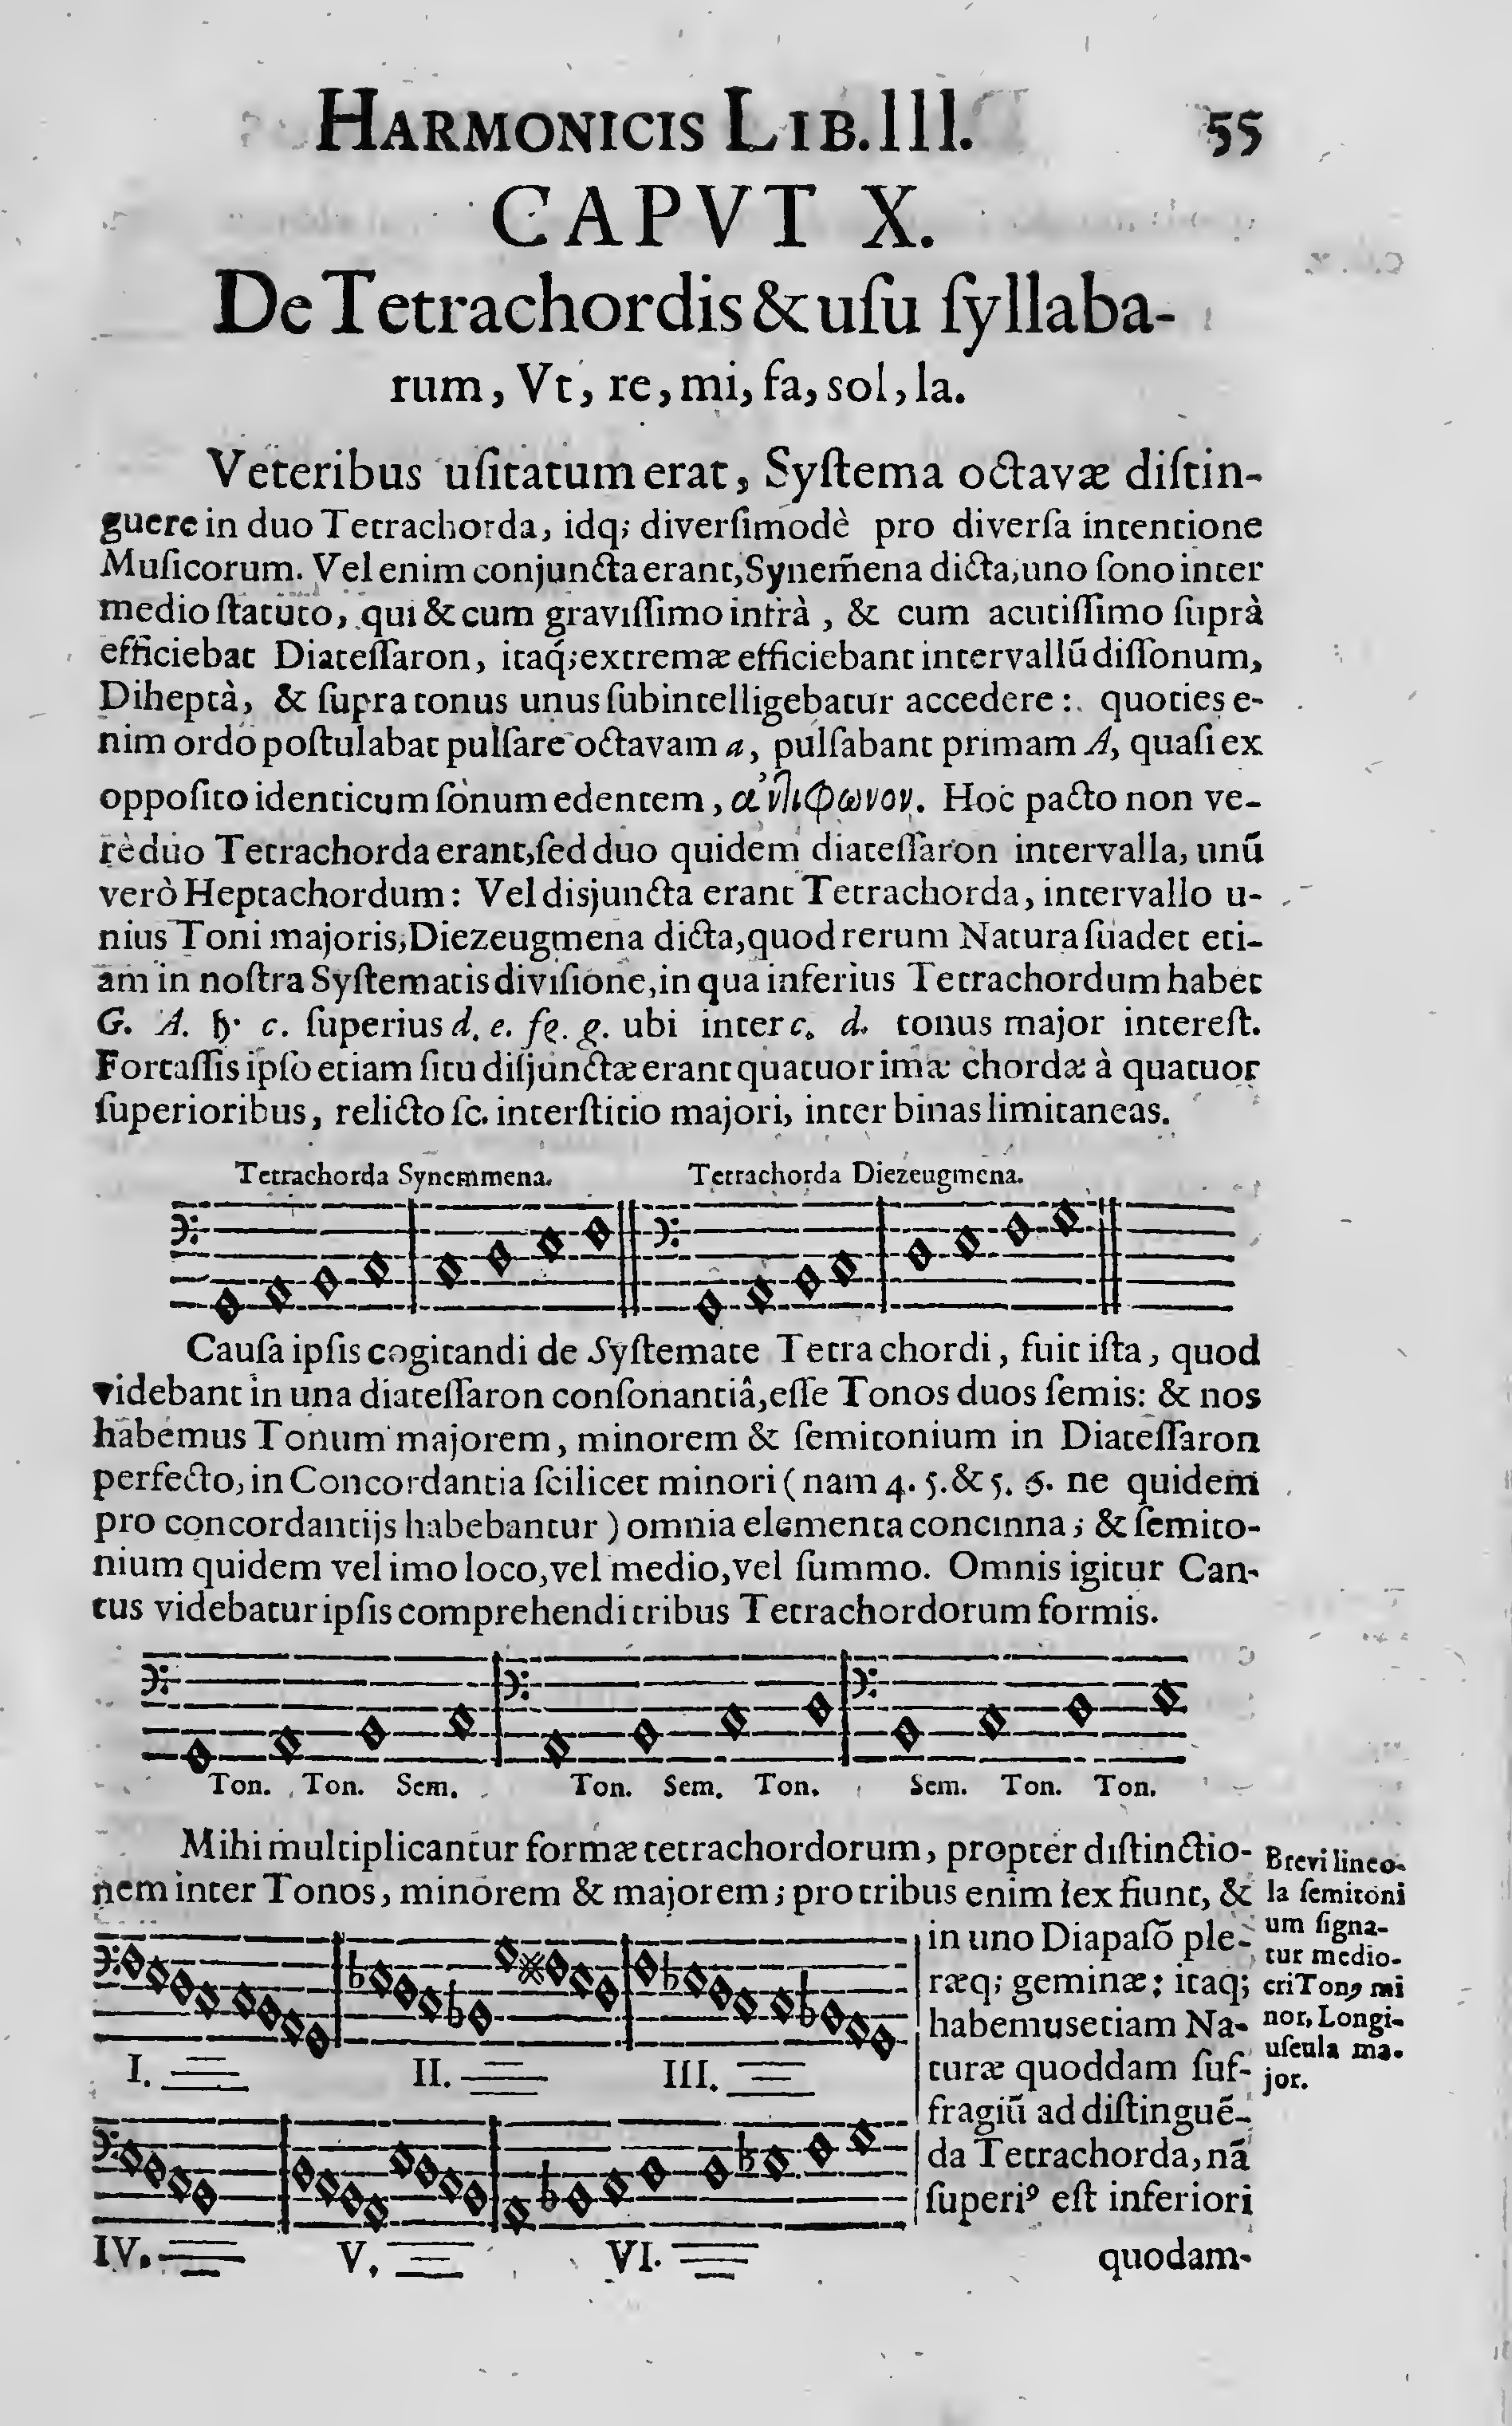 HARMONICIS LIB. III. 55
CAPVT X.
De Tetrachordis & uſu ſyllaba-
rum, Vt, re, mi, fa, sol, la.
Veteribus uſitatum erat, Syſtema octavæ diſtin-
guere in duo Tetrachorda, idq; diverſimodè pro diverſa intentione
Muſicorum. Vel enim conjuncta erant, Synem̃ena dicta, uno ſono inter
medio ſtatuto, qui & cum graviſſimo infrà, & cum acutiſſimo ſuprà
efficiebat Diateſſaron, itaq́; extremæ efficiebant intervallũ diſſonum,
Diheptà, & ſupra tonus unus ſubintelligebatur accedere: quoties e-
nim ordo poſtulabat pulſare octavam a, pulſabant primam A, quaſi ex
oppoſito identicum ſonum edentem, ἀντίφωνον. Hoc pacto non ve-
rè duo Tetrachorda erant, ſed duo quidem diateſſaron intervalla, unũ
verò Heptachordum: Vel disjuncta erant Tetrachorda, intervallo u-
nius Toni majoris, Diezeugmena dicta, quod rerum Natura ſuadet eti-
am in noſtra Syſtematis diviſione, in qua inferius Tetrachordum habet
G. A. ♮. c. ſuperius d. e. fę. g. ubi inter c. d. tonus major intereſt.
Fortaſſis ipſo etiam ſitu disjunctæ erant quatuor imæ chordæ à quatuor
ſuperioribus, relicto ſc. interſtitio majori, inter binas limitaneas.
Tetrachorda Synemmena. Tetrachorda Diezeugmena.
Cauſa ipſis cogitandi de Syſtemate Tetrachordi, fuit iſta, quod
videbant in una diateſſaron conſonantiâ, eſſe Tonos duos ſemis: & nos
habemus Tonum majorem, minorem & ſemitonium in Diateſſaron
perfecto, in Concordantia ſcilicet minori (nam 4. 5. & 5. 6. ne quidem
pro concordantijs habebantur) omnia elementa concinna; & ſemito-
nium quidem vel imo loco, vel medio, vel ſummo. Omnis igitur Can-
tus videbatur ipſis comprehendi tribus Tetrachordorum formis.
Ton. Ton. Sem. Ton. Sem. Ton. Sem. Ton. Ton.
Mihi multiplicantur formæ tetrachordorum, propter diſtinctio-
nem inter Tonos, minorem & majorem; pro tribus enim ſex fiunt, &
in uno Diapaſõ ple-
ræq; geminæ; itaq;
habemus etiam Na-
turæ quoddam ſuf-
fragiũ ad diſtinguẽ-
da Tetrachorda, nã
ſuperiꝰ eſt inferiori
quodam-
Brevi lineo-
la ſemitoni
um ſigna-
tur medio-
cri Tonꝰ mi
nor, Longi-
uſcula ma-
jor.
I. II. III.
IV. V. VI.